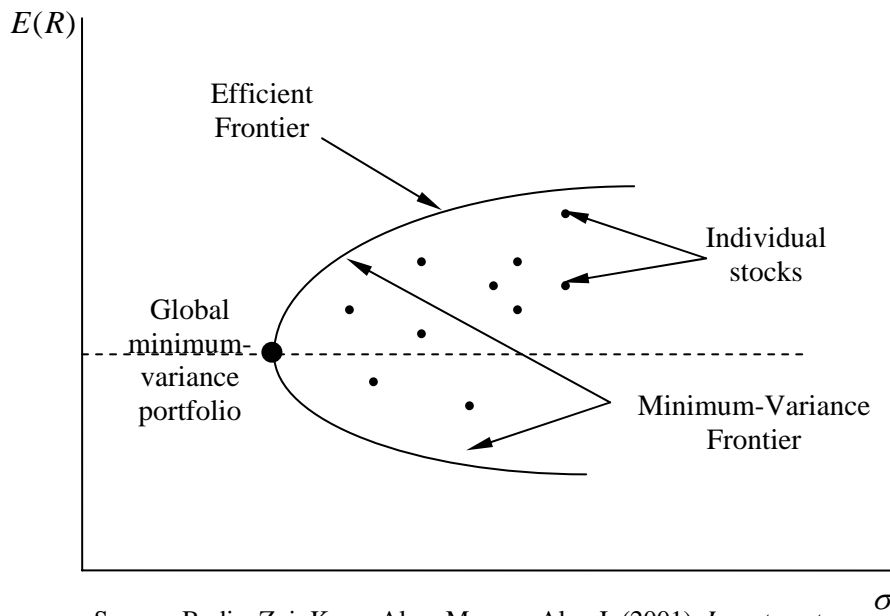 E(R)
Efficient
Frontier
Individual
stocks
Global
minimum-
variance
portfolio
Minimum-Variance
Frontier
σ